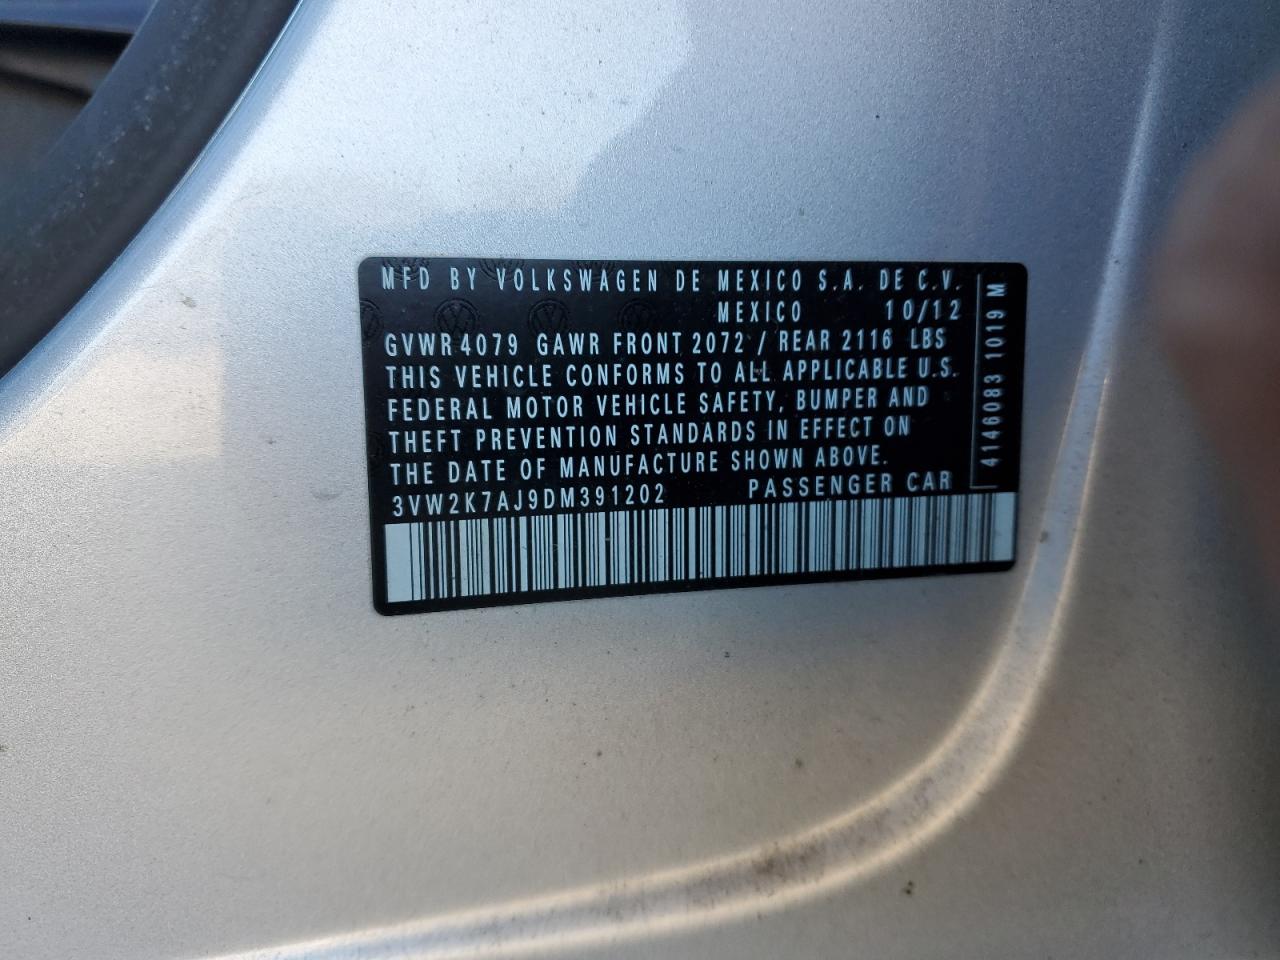 MFD BY VOLKSWAGEN DE MEXICO S.A. DE C.V.
MEXICO 10/12
GVWR 4079 GAWR FRONT 2072 / REAR 2116 LBS
THIS VEHICLE CONFORMS TO ALL APPLICABLE U.S.
FEDERAL MOTOR VEHICLE SAFETY, BUMPER AND
THEFT PREVENTION STANDARDS IN EFFECT ON
THE DATE OF MANUFACTURE SHOWN ABOVE.
3VW2K7AJ9DM391202 PASSENGER CAR
4146083 1019 M